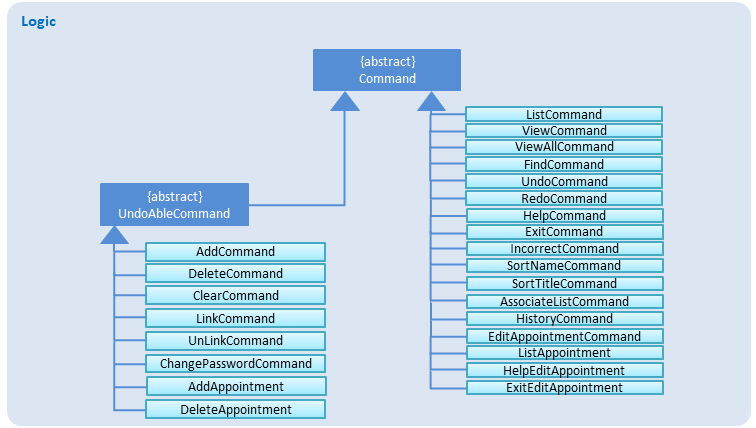 Logic
{abstract}
Command
ListCommand
ViewCommand
ViewAllCommand
FindCommand
UndoCommand
RedoCommand
HelpCommand
ExitCommand
IncorrectCommand
SortNameCommand
SortTitleCommand
AssociateListCommand
HistoryCommand
EditAppointmentCommand
ListAppointment
HelpEditAppointment
ExitEditAppointment
{abstract}
UndoAbleCommand
AddCommand
DeleteCommand
ClearCommand
LinkCommand
UnLinkCommand
ChangePasswordCommand
AddAppointment
DeleteAppointment